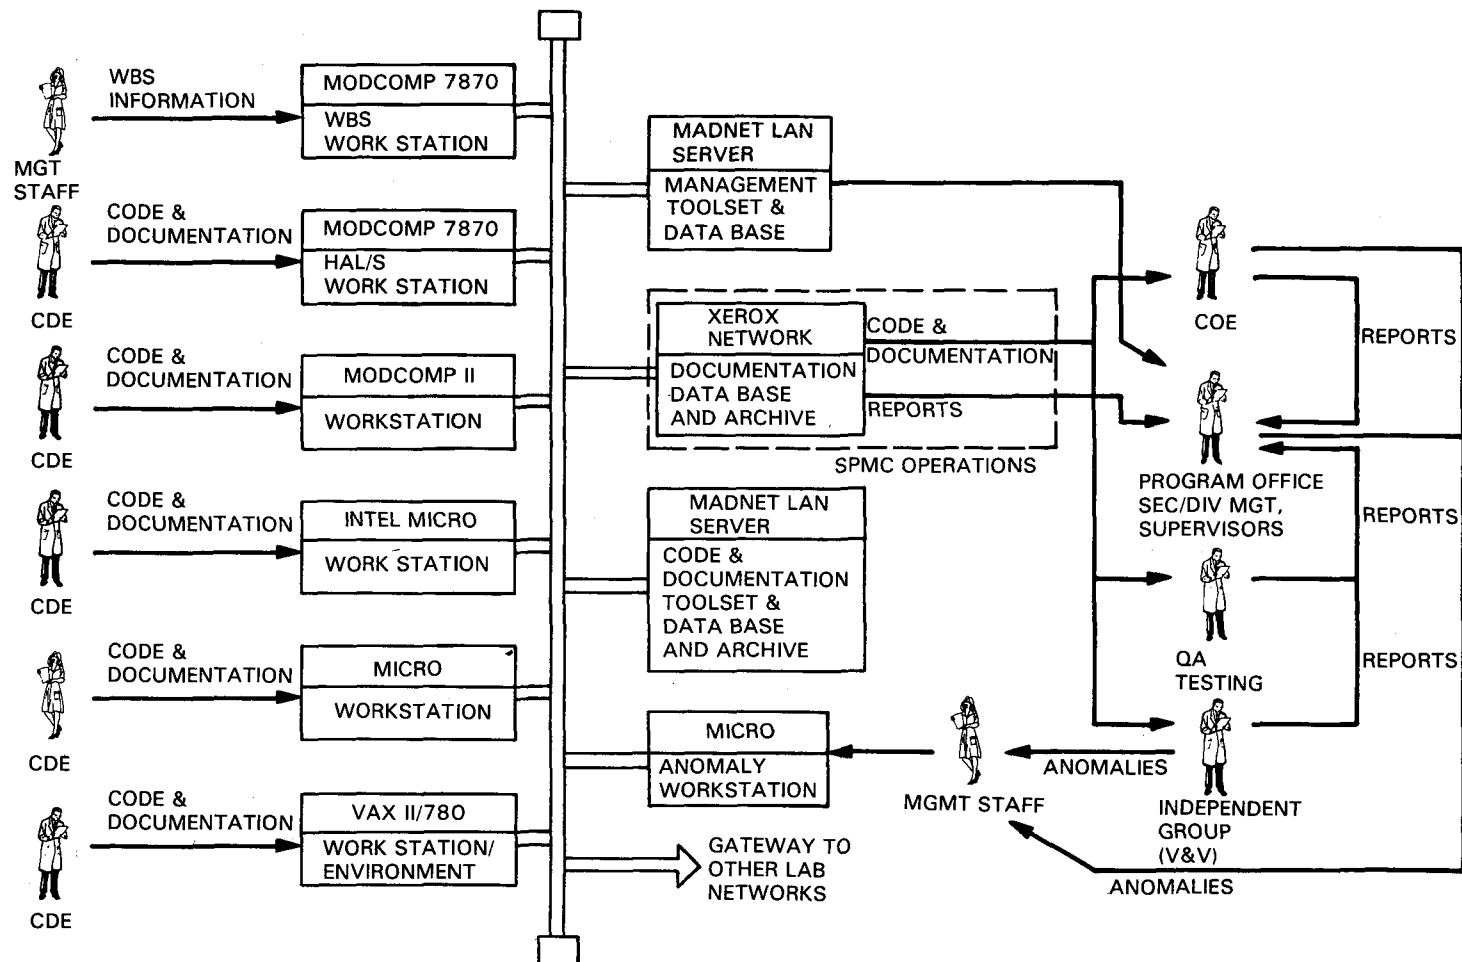 WBS
INFORMATION
MODCOMP 7870
WBS
WORK STATION
MGT
STAFF
CODE &
DOCUMENTATION
MODCOMP 7870
HAL/S
WORK STATION
CDE
CODE &
DOCUMENTATION
MODCOMP II
WORKSTATION
CDE
CODE &
DOCUMENTATION
INTEL MICRO
WORK STATION
CDE
CODE &
DOCUMENTATION
MICRO
WORKSTATION
CDE
CODE &
DOCUMENTATION
VAX II/780
WORK STATION/
ENVIRONMENT
CDE
MADNET LAN
SERVER
MANAGEMENT
TOOLSET &
DATA BASE
XEROX
NETWORK
DOCUMENTATION
DATA BASE
AND ARCHIVE
CODE &
DOCUMENTATION
REPORTS
SPMC OPERATIONS
MADNET LAN
SERVER
CODE &
DOCUMENTATION
TOOLSET &
DATA BASE
AND ARCHIVE
MICRO
ANOMALY
WORKSTATION
MGMT STAFF
ANOMALIES
GATEWAY TO
OTHER LAB
NETWORKS
COE
REPORTS
PROGRAM OFFICE
SEC/DIV MGT,
SUPERVISORS
REPORTS
QA
TESTING
REPORTS
INDEPENDENT
GROUP
(V&V)
ANOMALIES